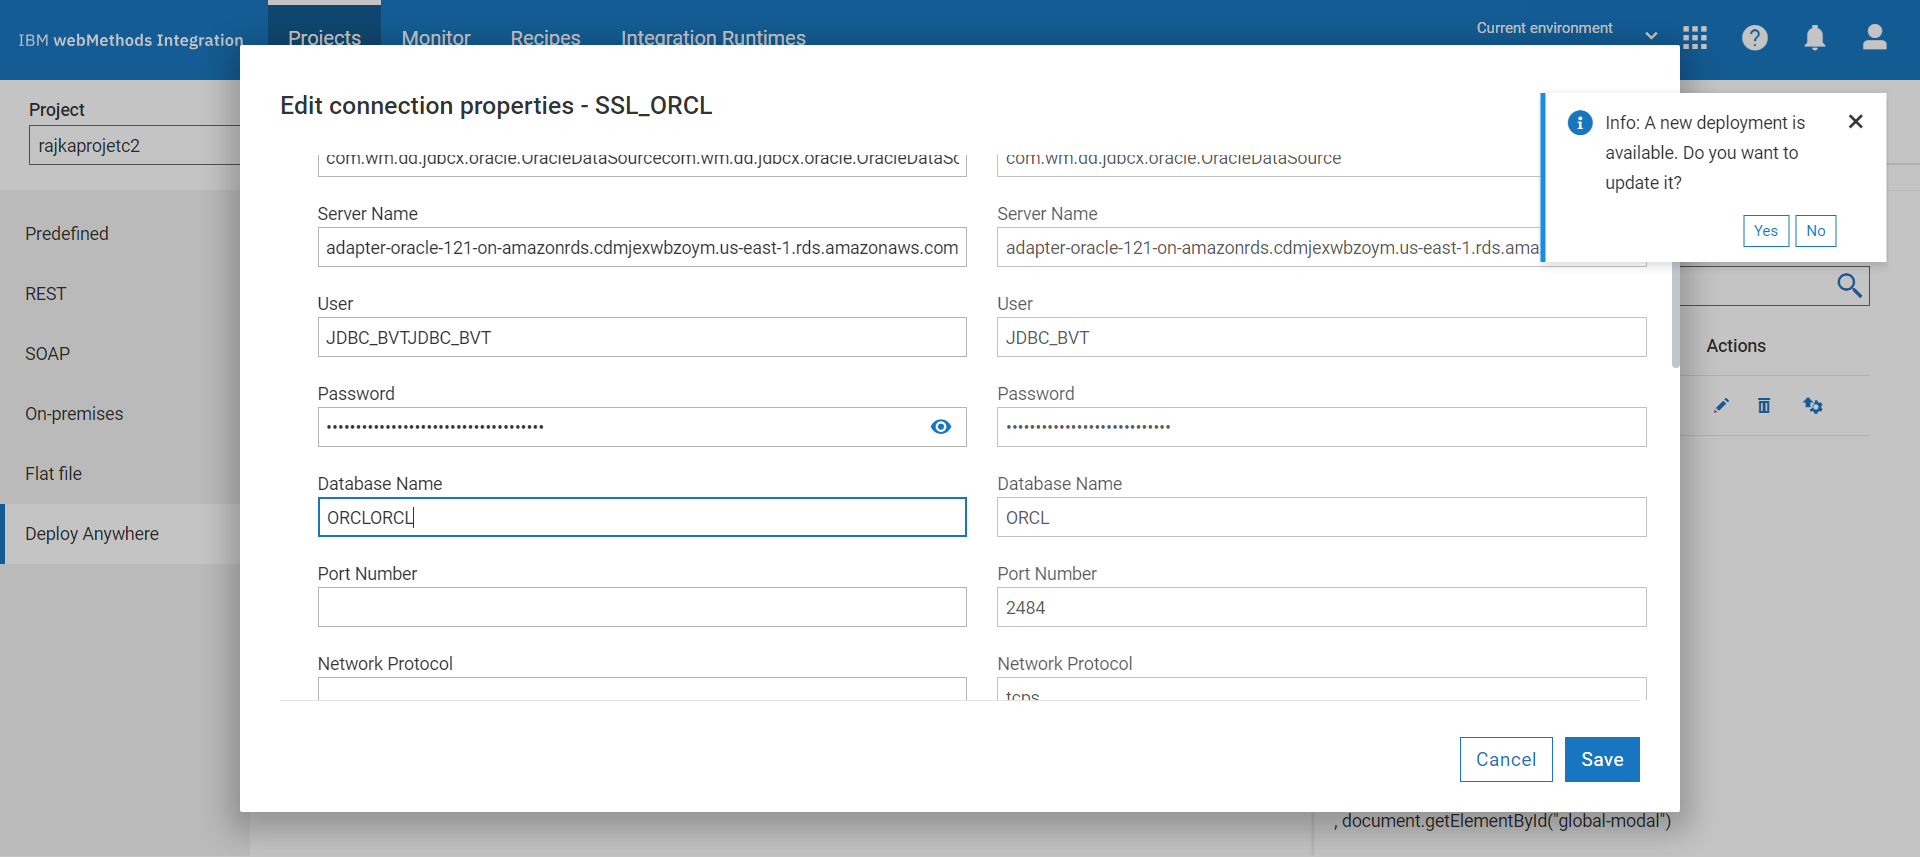 IBM webMethods Integration
Projects
Monitor
Recipes
Integration Runtimes
Current environment
Project
rajkaprojetc2
Predefined
REST
SOAP
On-premises
Flat file
Deploy Anywhere
Edit connection properties - SSL_ORCL
com.wm.dd.jdbcx.oracle.OracleDataSourcecom.wm.dd.jdbcx.oracle.OracleDataSc
com.wm.dd.jdbcx.oracle.OracleDataSource
Server Name
Server Name
adapter-oracle-121-on-amazonrds.cdmjexwbzoym.us-east-1.rds.amazonaws.com
adapter-oracle-121-on-amazonrds.cdmjexwbzoym.us-east-1.rds.ama
User
User
JDBC_BVTJDBC_BVT
JDBC_BVT
Password
Password
Database Name
Database Name
ORCLORCL
ORCL
Port Number
Port Number
2484
Network Protocol
Network Protocol
tcps
Cancel
Save
Info: A new deployment is
available. Do you want to
update it?
Yes
No
Actions
, document.getElementById("global-modal")